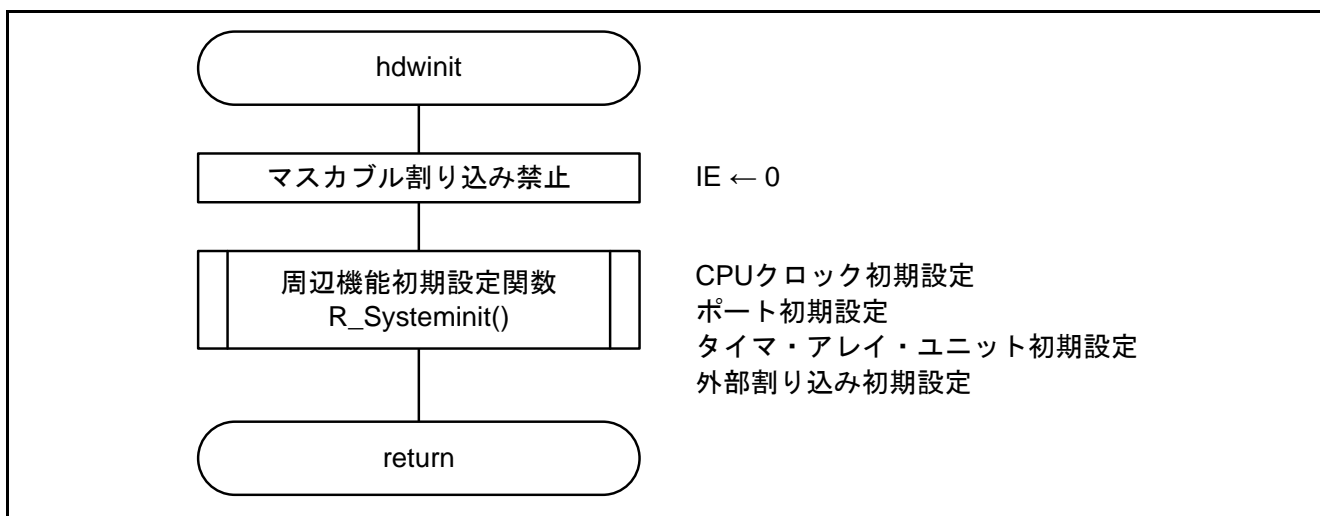 hdwinit
マスカブル割り込み禁止
IE ← 0
周辺機能初期設定関数
R_Systeminit()
CPUクロック初期設定
ポート初期設定
タイマ・アレイ・ユニット初期設定
外部割り込み初期設定
return